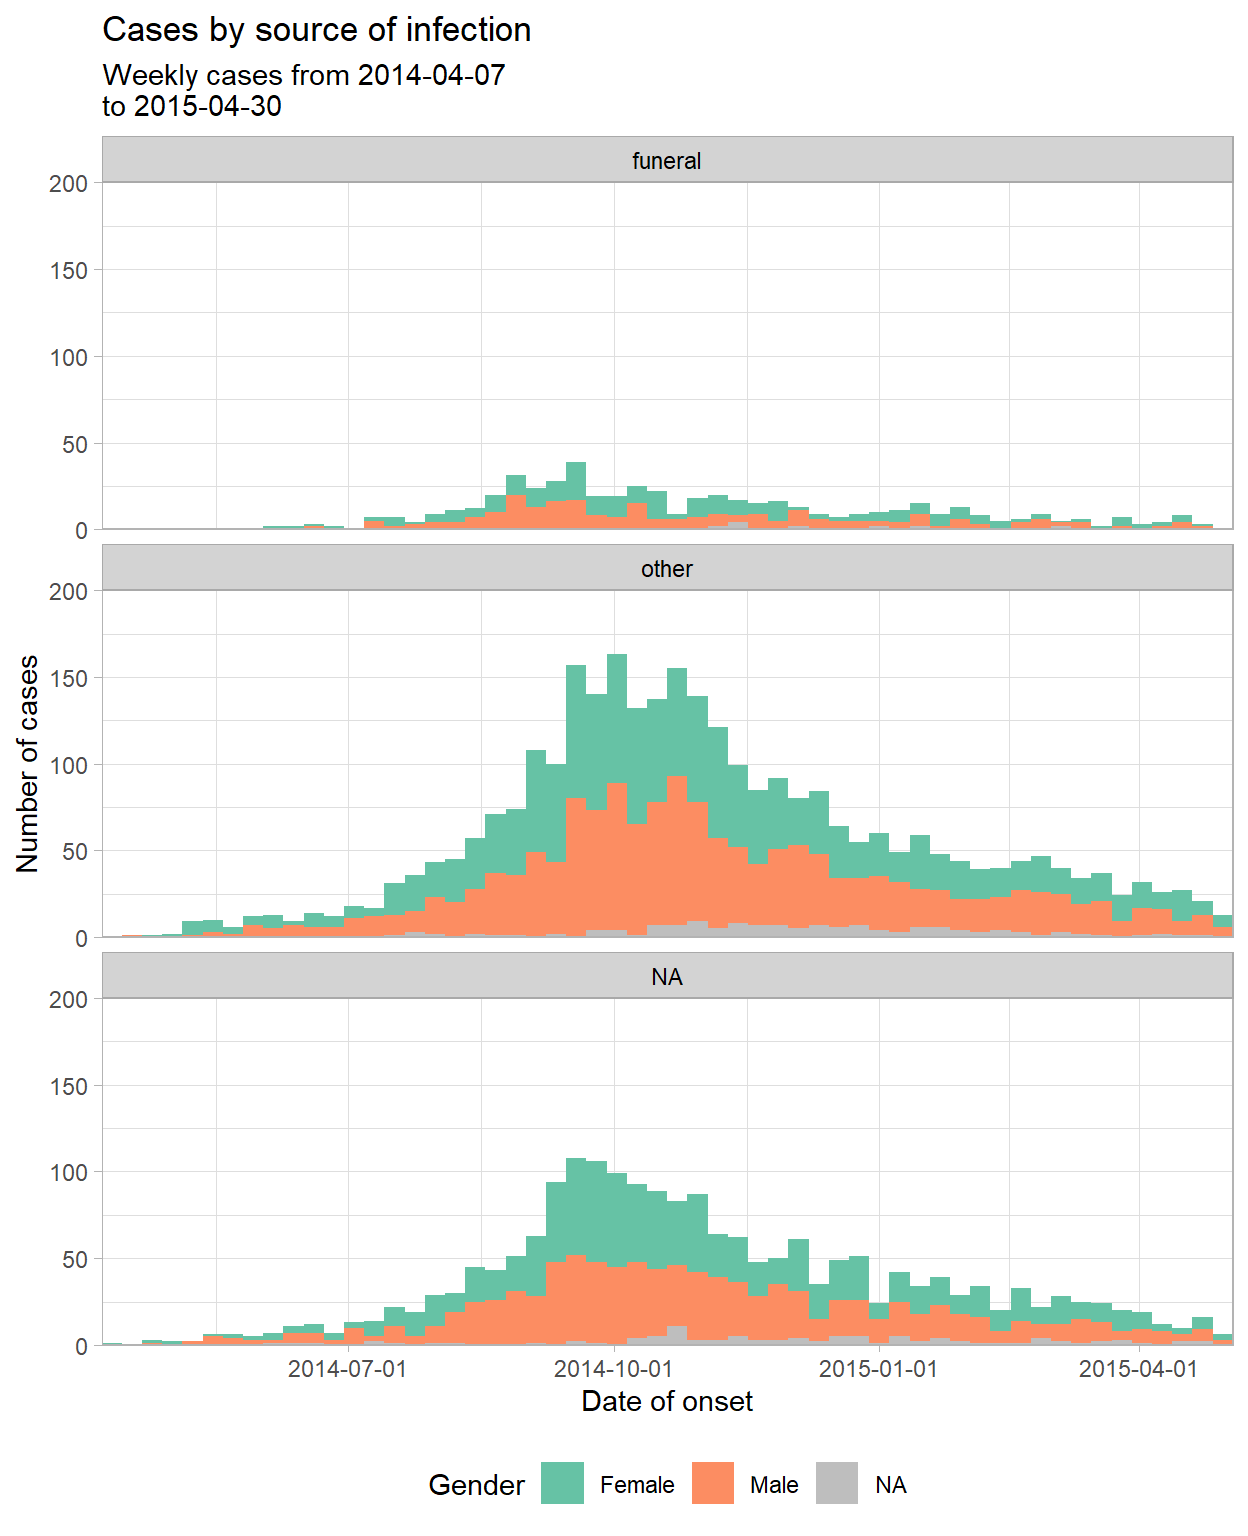 Cases by source of infection
Weekly cases from 2014-04-07
to 2015-04-30
funeral
200
150
100
50
0
other
200
150
100
50
0
Number of cases
NA
200
150
100
50
0
2014-07-01 2014-10-01 2015-01-01 2015-04-01
Date of onset
Gender Female Male NA